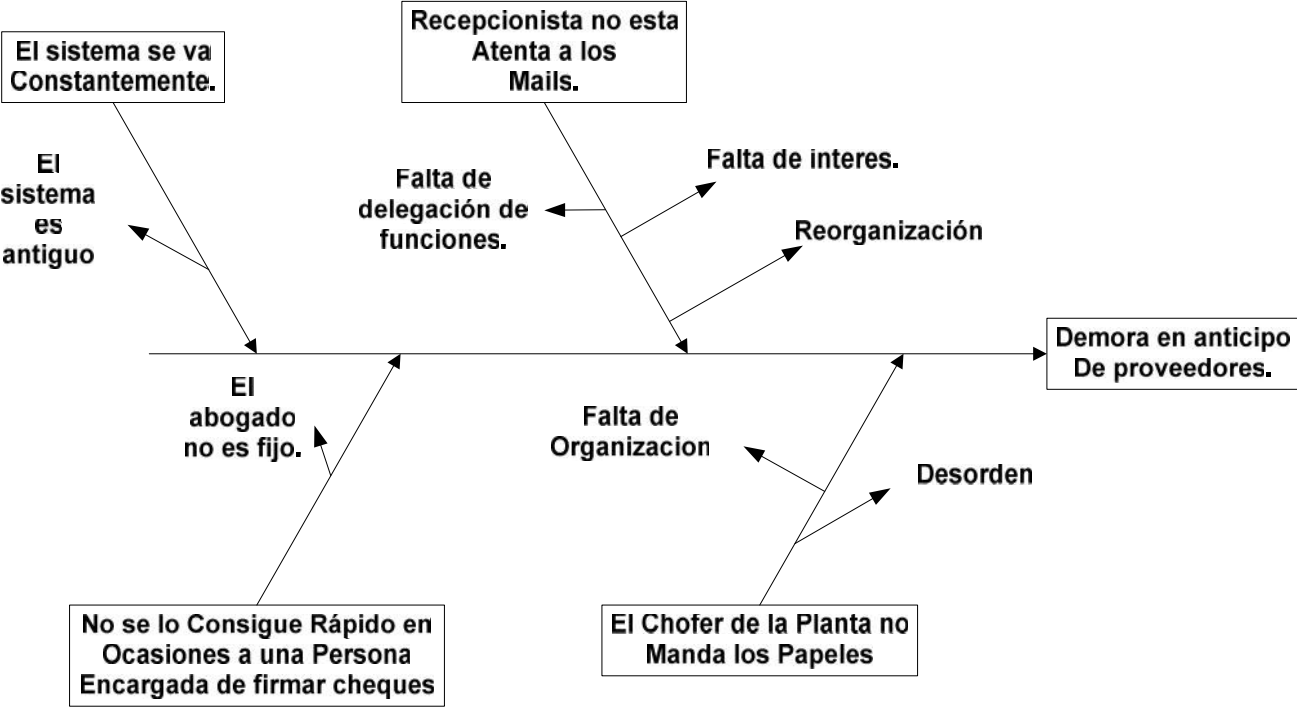 El sistema se va
Constantemente.
Recepcionista no esta
Atenta a los
Mails.
El
sistema
es
antiguo
Falta de
delegación de
funciones.
Falta de interes.
Reorganización
Demora en anticipo
De proveedores.
El
abogado
no es fijo.
Falta de
Organizacion
Desorden
No se lo Consigue Rápido en
Ocasiones a una Persona
Encargada de firmar cheques
El Chofer de la Planta no
Manda los Papeles